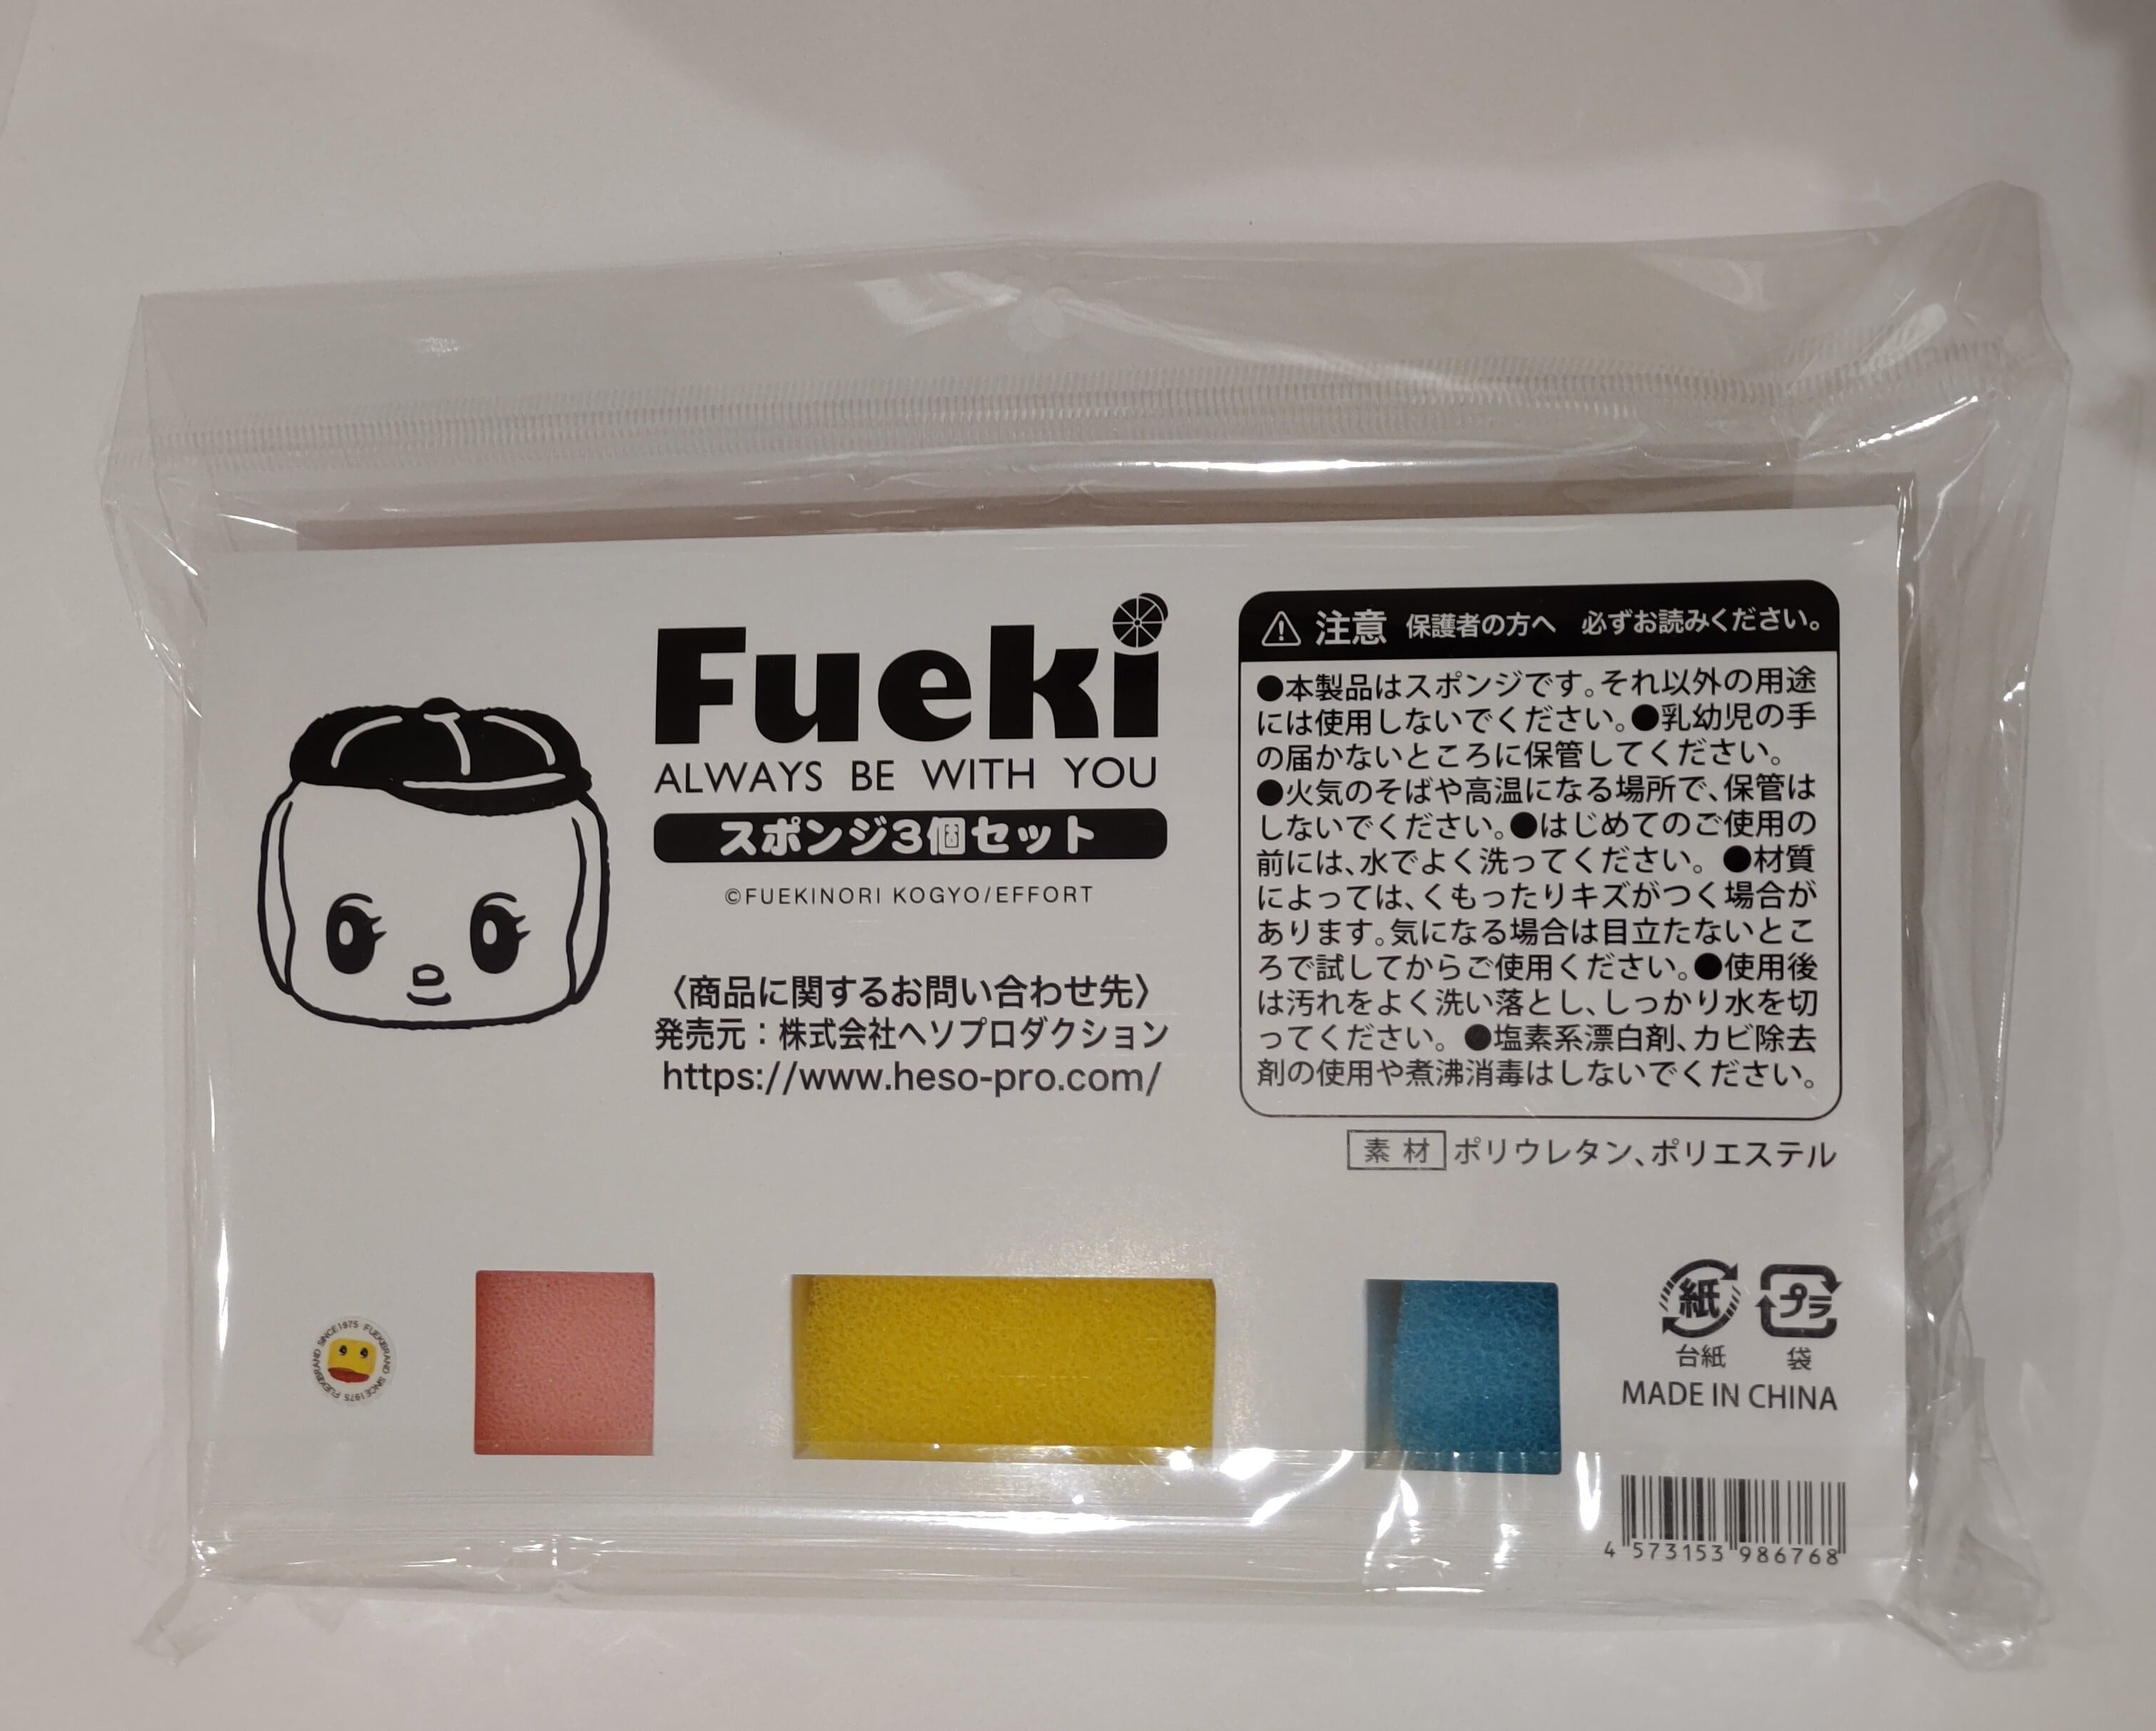 Fueki
ALWAYS BE WITH YOU
スポンジ3個セット
©FUEKINORI KOGYO/EFFORT
〈商品に関するお問い合わせ先〉
発売元：株式会社ヘソプロダクション
https://www.heso-pro.com/
注意 保護者の方へ 必ずお読みください。
●本製品はスポンジです。それ以外の用途
には使用しないでください。●乳幼児の手
の届かないところに保管してください。
●火気のそばや高温になる場所で、保管は
しないでください。●はじめてのご使用の
前には、水でよく洗ってください。 ●材質
によっては、くもったりキズがつく場合が
あります。気になる場合は目立たないとこ
ろで試してからご使用ください。●使用後
は汚れをよく洗い落とし、しっかり水を切
ってください。 ●塩素系漂白剤、カビ除去
剤の使用や煮沸消毒はしないでください。
素材 ポリウレタン、ポリエステル
FUEKIBRAND SINCE1975 FUEKIBRAND SINCE1975
紙 プラ
台紙 袋
MADE IN CHINA
4 573153 986768